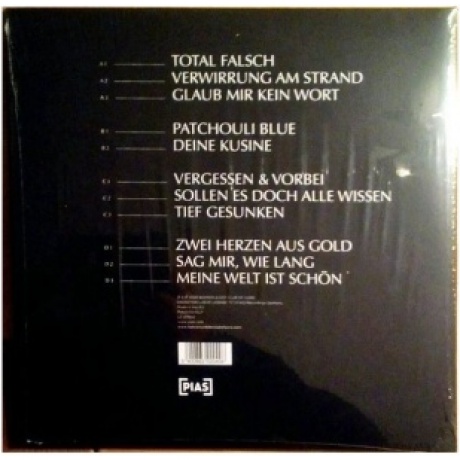 A1 TOTAL FALSCH
A2 VERWIRRUNG AM STRAND
A3 GLAUB MIR KEIN WORT
B1 PATCHOULI BLUE
B2 DEINE KUSINE
C1 VERGESSEN & VORBEI
C2 SOLLEN ES DOCH ALLE WISSEN
C3 TIEF GESUNKEN
D1 ZWEI HERZEN AUS GOLD
D2 SAG MIR, WIE LANG
D3 MEINE WELT IST SCHÖN
[PIAS]